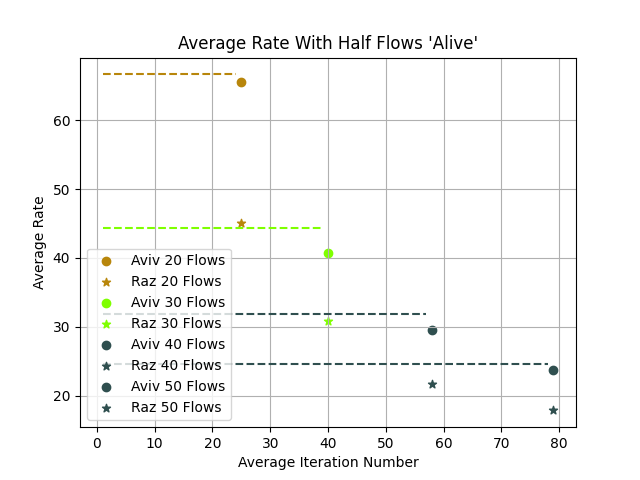 Average Rate With Half Flows 'Alive'
60
50
40
30
20
Average Rate
Aviv 20 Flows
Raz 20 Flows
Aviv 30 Flows
Raz 30 Flows
Aviv 40 Flows
Raz 40 Flows
Aviv 50 Flows
Raz 50 Flows
0 10 20 30 40 50 60 70 80
Average Iteration Number